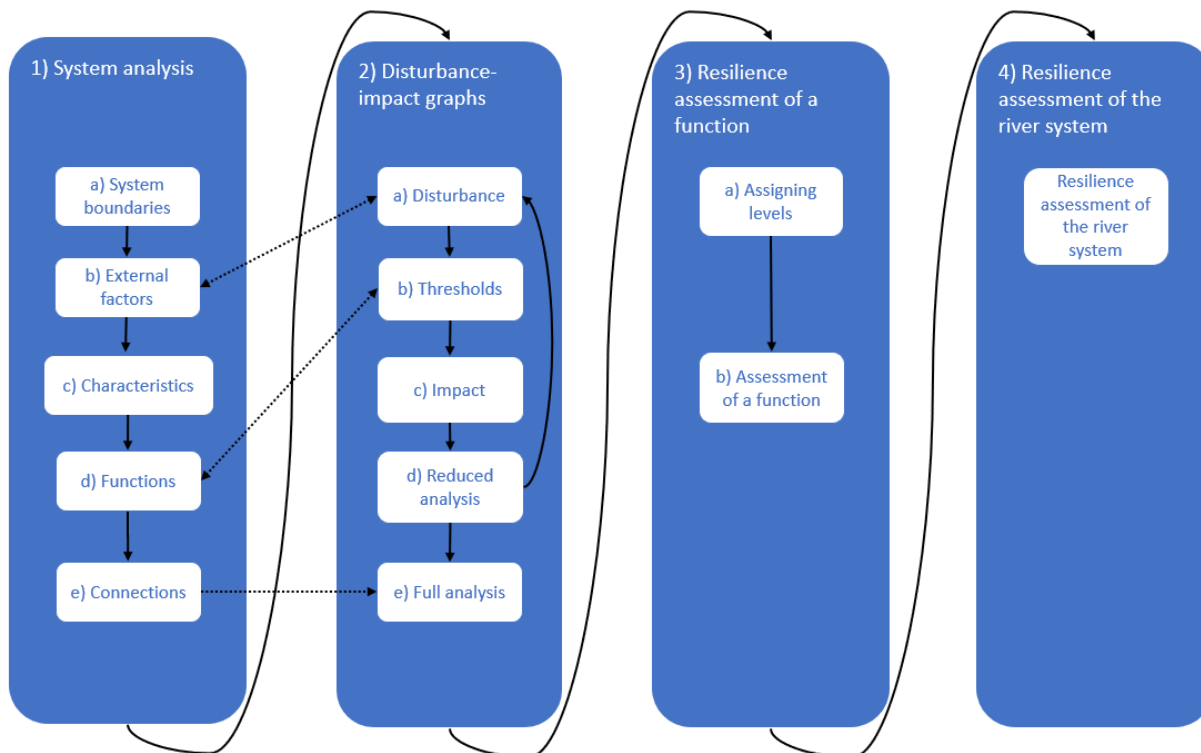 1) System analysis
a) System
boundaries
b) External
factors
c) Characteristics
d) Functions
e) Connections
2) Disturbance-
impact graphs
a) Disturbance
b) Thresholds
c) Impact
d) Reduced
analysis
e) Full analysis
3) Resilience
assessment of a
function
a) Assigning
levels
b) Assessment
of a function
4) Resilience
assessment of the
river system
Resilience
assessment of
the river
system